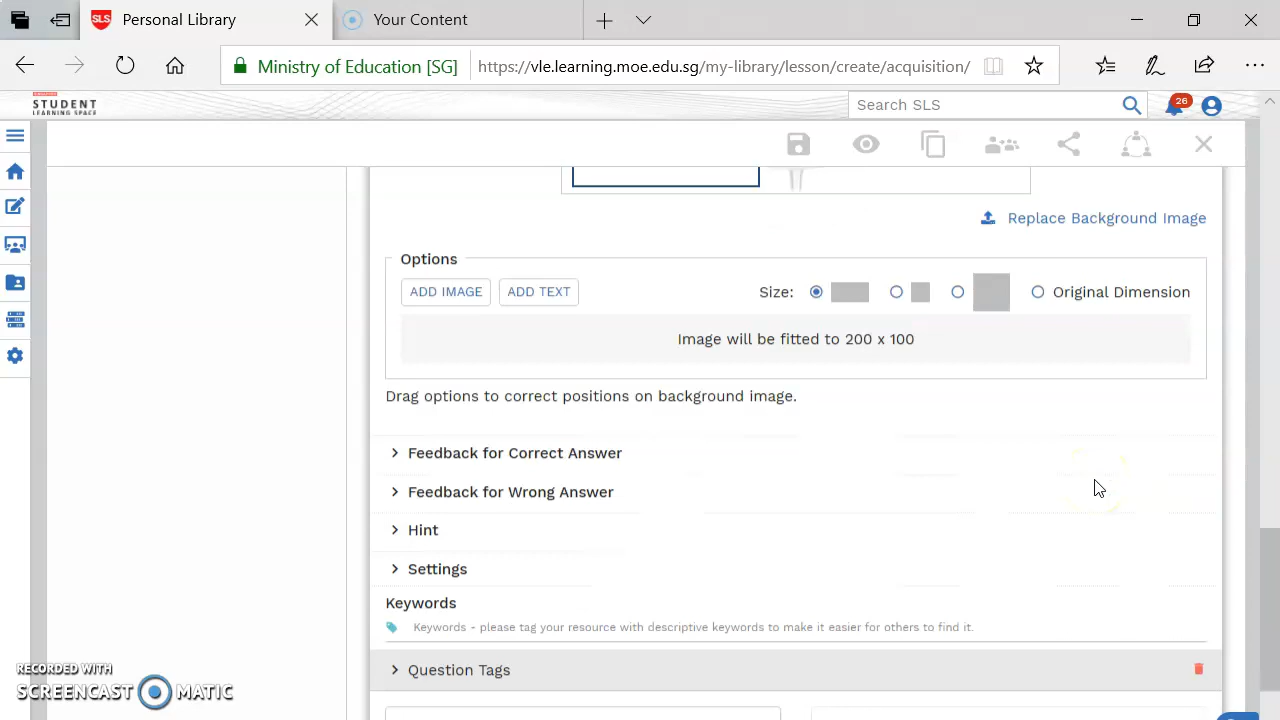 Personal Library
Your Content
Ministry of Education [SG]
https://vle.learning.moe.edu.sg/my-library/lesson/create/acquisition/
STUDENT
LEARNING SPACE
Search SLS
26
Replace Background Image
Options
ADD IMAGE
ADD TEXT
Size:
Original Dimension
Image will be fitted to 200 x 100
Drag options to correct positions on background image.
Feedback for Correct Answer
Feedback for Wrong Answer
Hint
Settings
Keywords
Keywords - please tag your resource with descriptive keywords to make it easier for others to find it.
Question Tags
RECORDED WITH
SCREENCAST MATIC